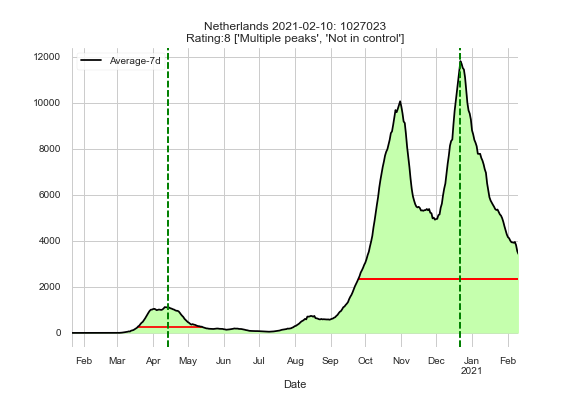 Netherlands 2021-02-10: 1027023
Rating:8 ['Multiple peaks', 'Not in control']
Average-7d
12000
10000
8000
6000
4000
2000
0
Feb Mar Apr May Jun Jul Aug Sep Oct Nov Dec Jan Feb
2021
Date